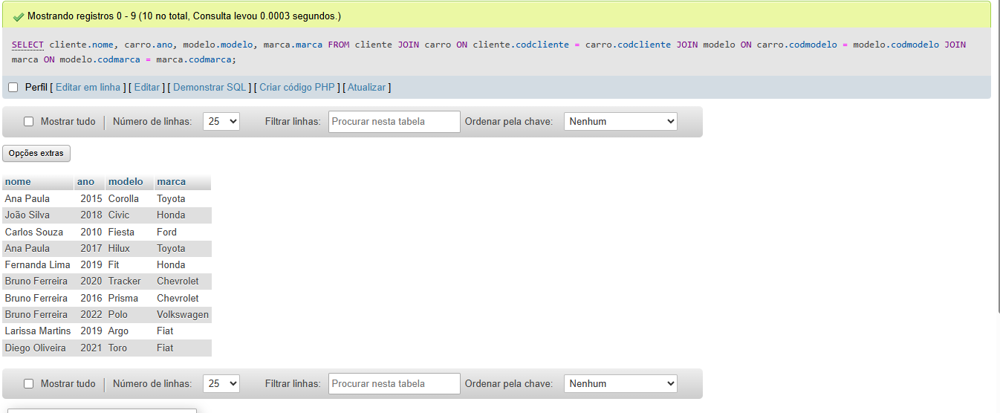 Mostrando registros 0 - 9 (10 no total, Consulta levou 0.0003 segundos.)
SELECT cliente.nome, carro.ano, modelo.modelo, marca.marca FROM cliente JOIN carro ON cliente.codcliente = carro.codcliente JOIN modelo ON carro.codmodelo = modelo.codmodelo JOIN
marca ON modelo.codmarca = marca.codmarca;
Perfil [ Editar em linha ] [ Editar ] [ Demonstrar SQL ] [ Criar código PHP ] [ Atualizar ]
Mostrar tudo | Número de linhas: 25 Filtrar linhas: Procurar nesta tabela Ordenar pela chave: Nenhum
Opções extras
nome ano modelo marca
Ana Paula 2015 Corolla Toyota
João Silva 2018 Civic Honda
Carlos Souza 2010 Fiesta Ford
Ana Paula 2017 Hilux Toyota
Fernanda Lima 2019 Fit Honda
Bruno Ferreira 2020 Tracker Chevrolet
Bruno Ferreira 2016 Prisma Chevrolet
Bruno Ferreira 2022 Polo Volkswagen
Larissa Martins 2019 Argo Fiat
Diego Oliveira 2021 Toro Fiat
Mostrar tudo | Número de linhas: 25 Filtrar linhas: Procurar nesta tabela Ordenar pela chave: Nenhum